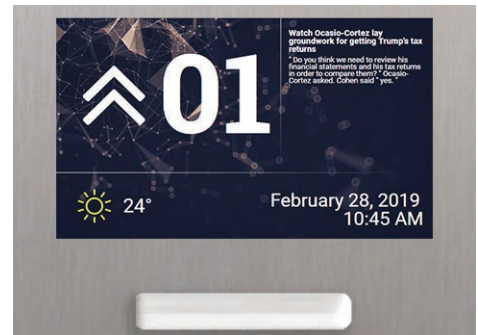 Watch Ocasio-Cortez lay
groundwork for getting Trump's tax
returns
" Do you think we need to review his
financial statements and his tax returns
in order to compare them? " Ocasio-
Cortez asked. Cohen said " yes. "
01
24°
February 28, 2019
10:45 AM